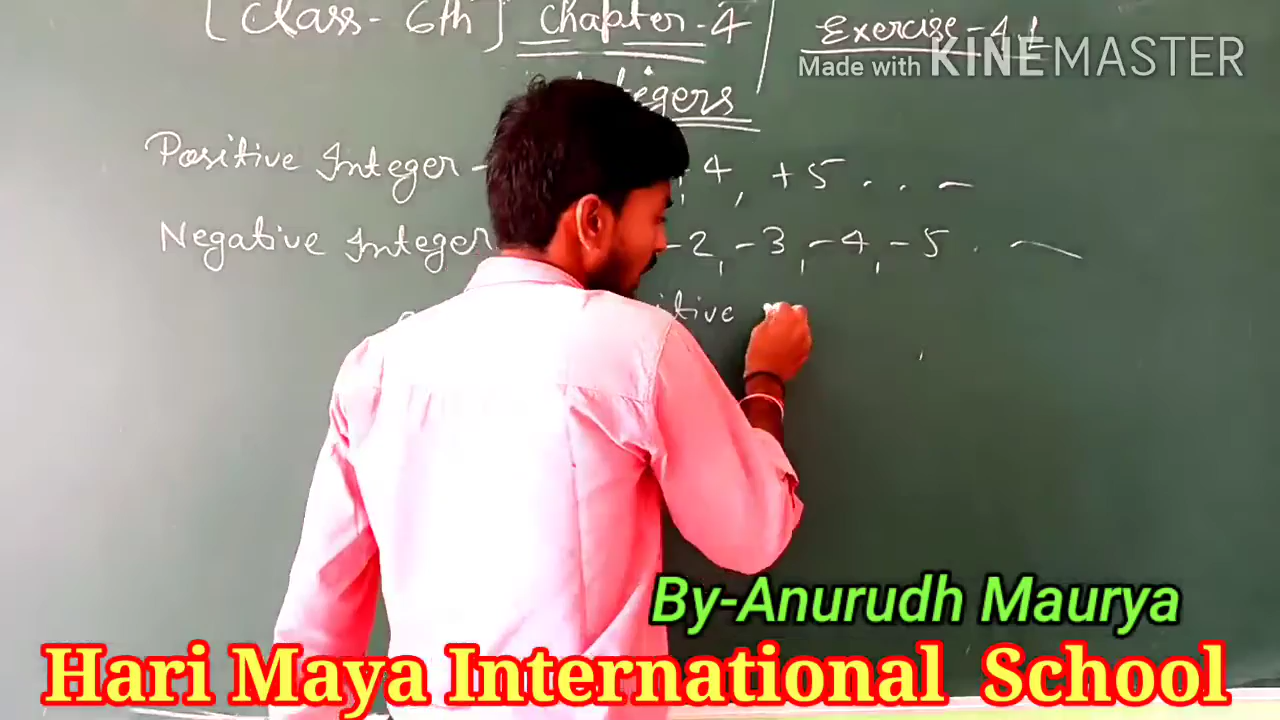 [Class-6th] Chapter-4 / Exercise-4.1
Made with KINEMASTER
Positive Integer - 4, +5 . . -
Negative Integer -2, -3, -4, -5 . -
By-Anurudh Maurya
Hari Maya International School